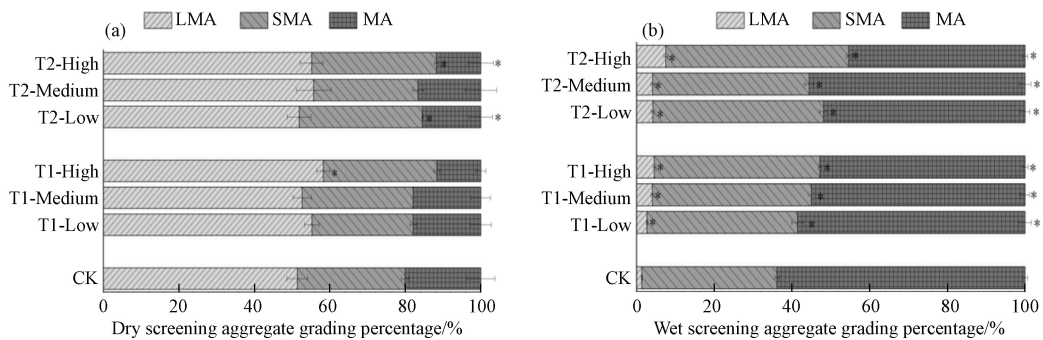 (a)
LMA SMA MA
T2-High
T2-Medium
T2-Low
T1-High
T1-Medium
T1-Low
CK
0 20 40 60 80 100
Dry screening aggregate grading percentage/%
(b)
LMA SMA MA
T2-High
T2-Medium
T2-Low
T1-High
T1-Medium
T1-Low
CK
0 20 40 60 80 100
Wet screening aggregate grading percentage/%